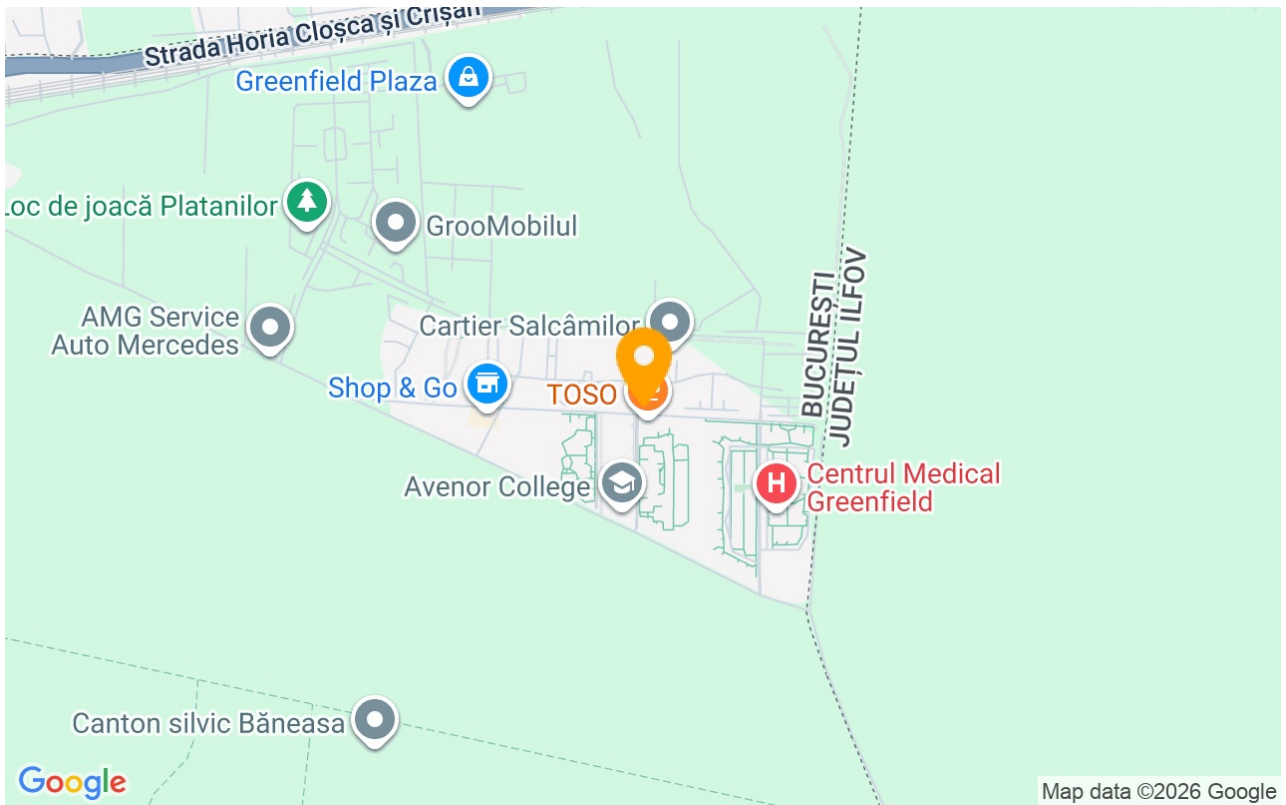 Strada Horia Cloșca și Crișan
Greenfield Plaza
Loc de joacă Platanilor
GrooMobilul
AMG Service
Auto Mercedes
Cartier Salcâmilor
BUCUREȘTI
JUDEȚUL ILFOV
Shop & Go
TOSO
Avenor College
H
Centrul Medical
Greenfield
Canton silvic Băneasa
Google
Map data ©2026 Google